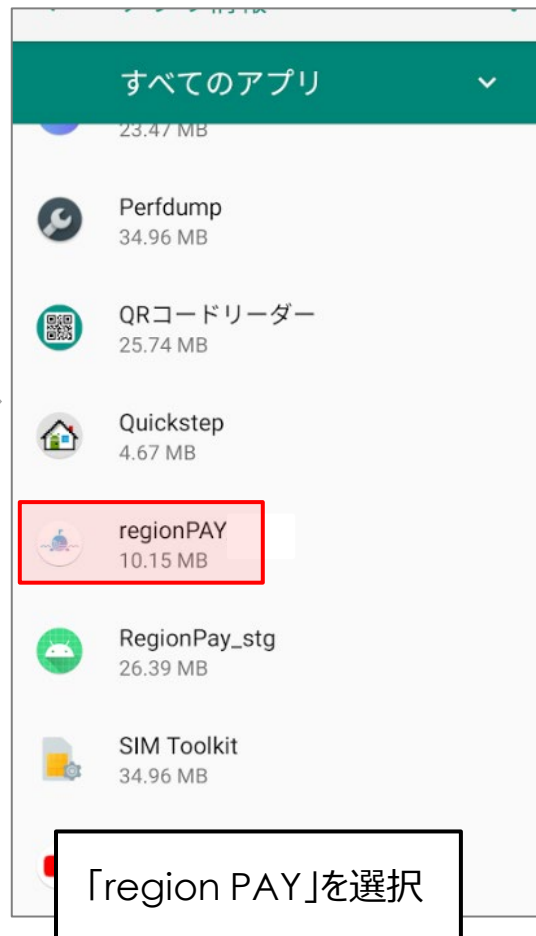 すべてのアプリ
23.47 MB
Perfdump
34.96 MB
QRコードリーダー
25.74 MB
Quickstep
4.67 MB
regionPAY
10.15 MB
RegionPay_stg
26.39 MB
SIM Toolkit
34.96 MB
「region PAY」を選択